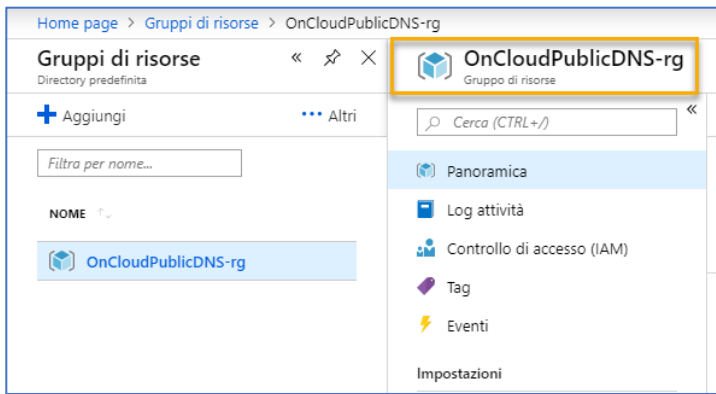 Home page > Gruppi di risorse > OnCloudPublicDNS-rg
Gruppi di risorse
Directory predefinita
Aggiungi
Altri
Filtra per nome...
NOME
OnCloudPublicDNS-rg
OnCloudPublicDNS-rg
Gruppo di risorse
Cerca (CTRL+/)
Panoramica
Log attività
Controllo di accesso (IAM)
Tag
Eventi
Impostazioni